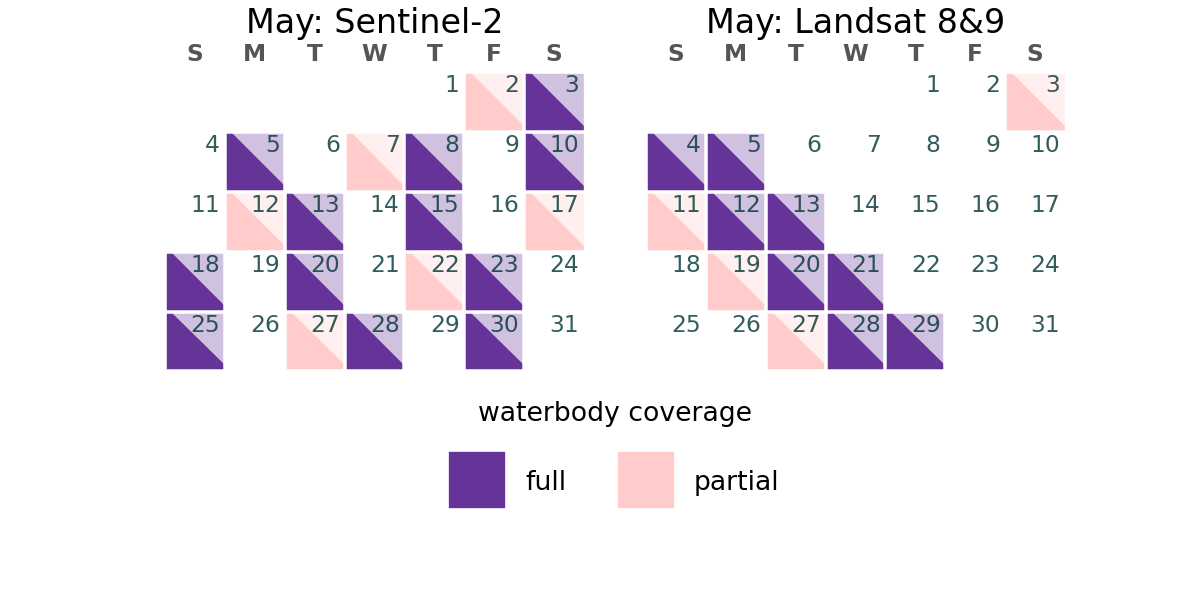 May: Sentinel-2
S M T W T F S
1 2 3
4 5 6 7 8 9 10
11 12 13 14 15 16 17
18 19 20 21 22 23 24
25 26 27 28 29 30 31
May: Landsat 8&9
S M T W T F S
1 2 3
4 5 6 7 8 9 10
11 12 13 14 15 16 17
18 19 20 21 22 23 24
25 26 27 28 29 30 31
waterbody coverage
full partial